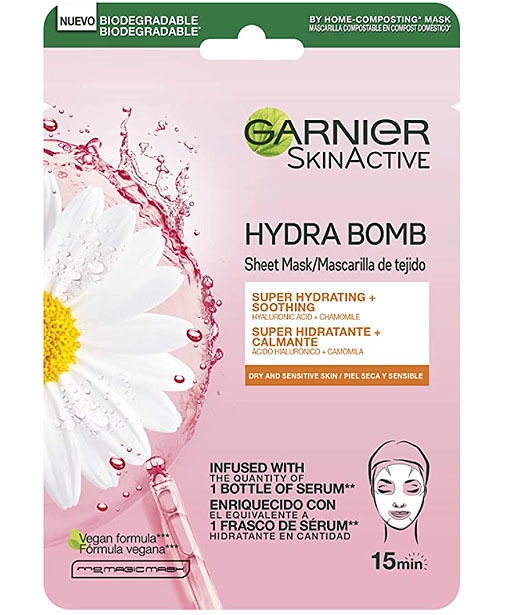 NUEVO
BIODEGRADABLE
BIODEGRADABLE*
BY HOME-COMPOSTING* MASK
MASCARILLA COMPOSTABLE EN COMPOST DOMÉSTICO*
GARNIER
SKINACTIVE
HYDRA BOMB
Sheet Mask/Mascarilla de tejido
SUPER HYDRATING +
SOOTHING
HYALURONIC ACID + CHAMOMILE
SUPER HIDRATANTE +
CALMANTE
ÁCIDO HIALURÓNICO + CAMOMILA
DRY AND SENSITIVE SKIN / PIEL SECA Y SENSIBLE
INFUSED WITH
THE QUANTITY OF
1 BOTTLE OF SERUM**
ENRIQUECIDO CON
EL EQUIVALENTE A
1 FRASCO DE SÉRUM**
HIDRATANTE EN CANTIDAD
Vegan formula***
Fórmula vegana***
MAGIC MASK
15min